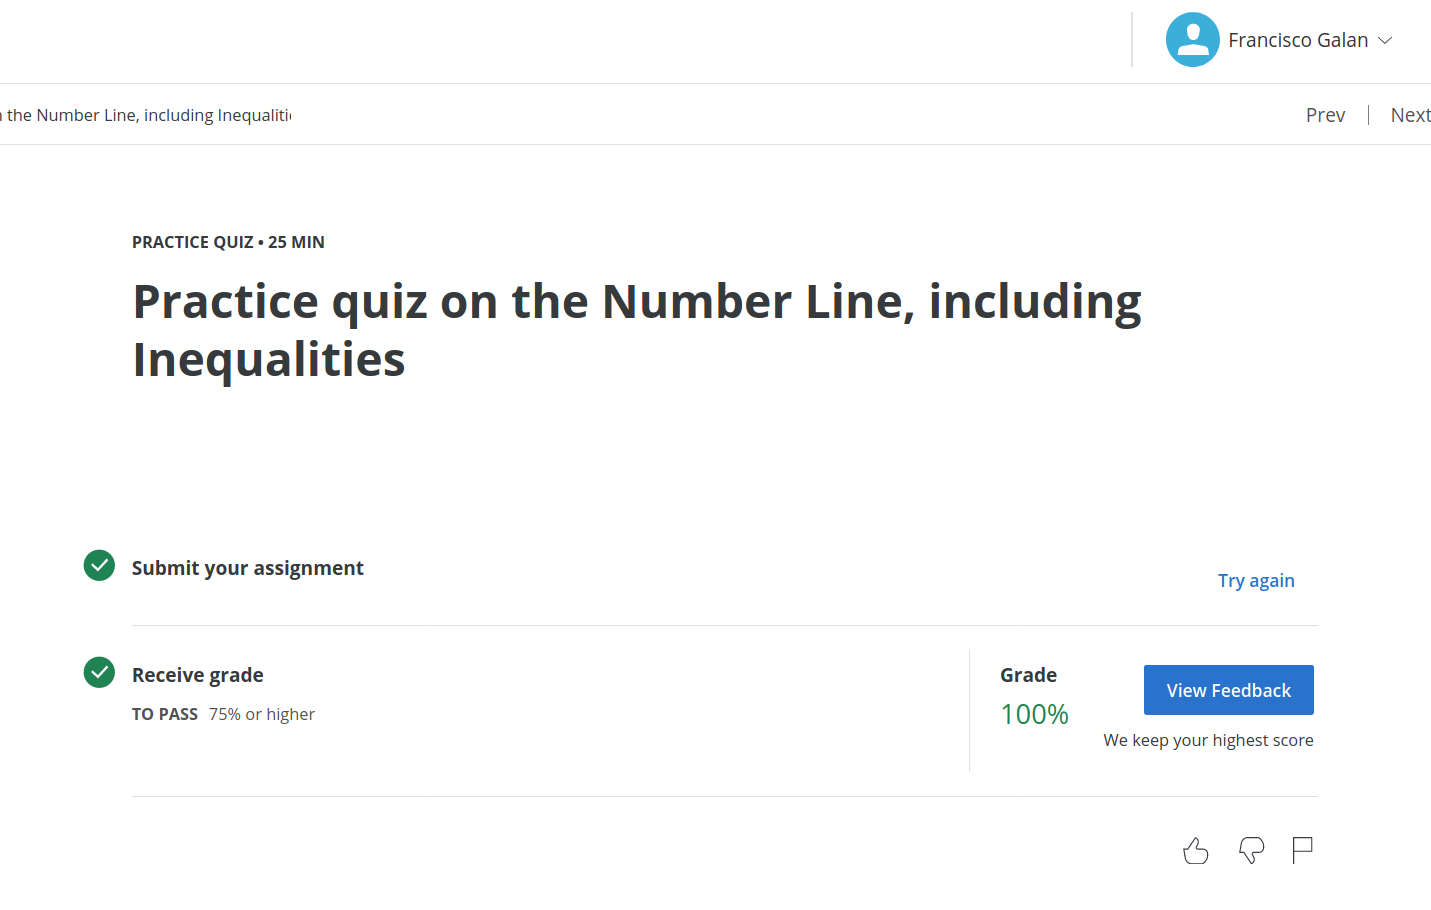 Francisco Galan
the Number Line, including Inequaliti
Prev
Next
PRACTICE QUIZ • 25 MIN
Practice quiz on the Number Line, including
Inequalities
Submit your assignment
Try again
Receive grade
TO PASS 75% or higher
Grade
100%
View Feedback
We keep your highest score